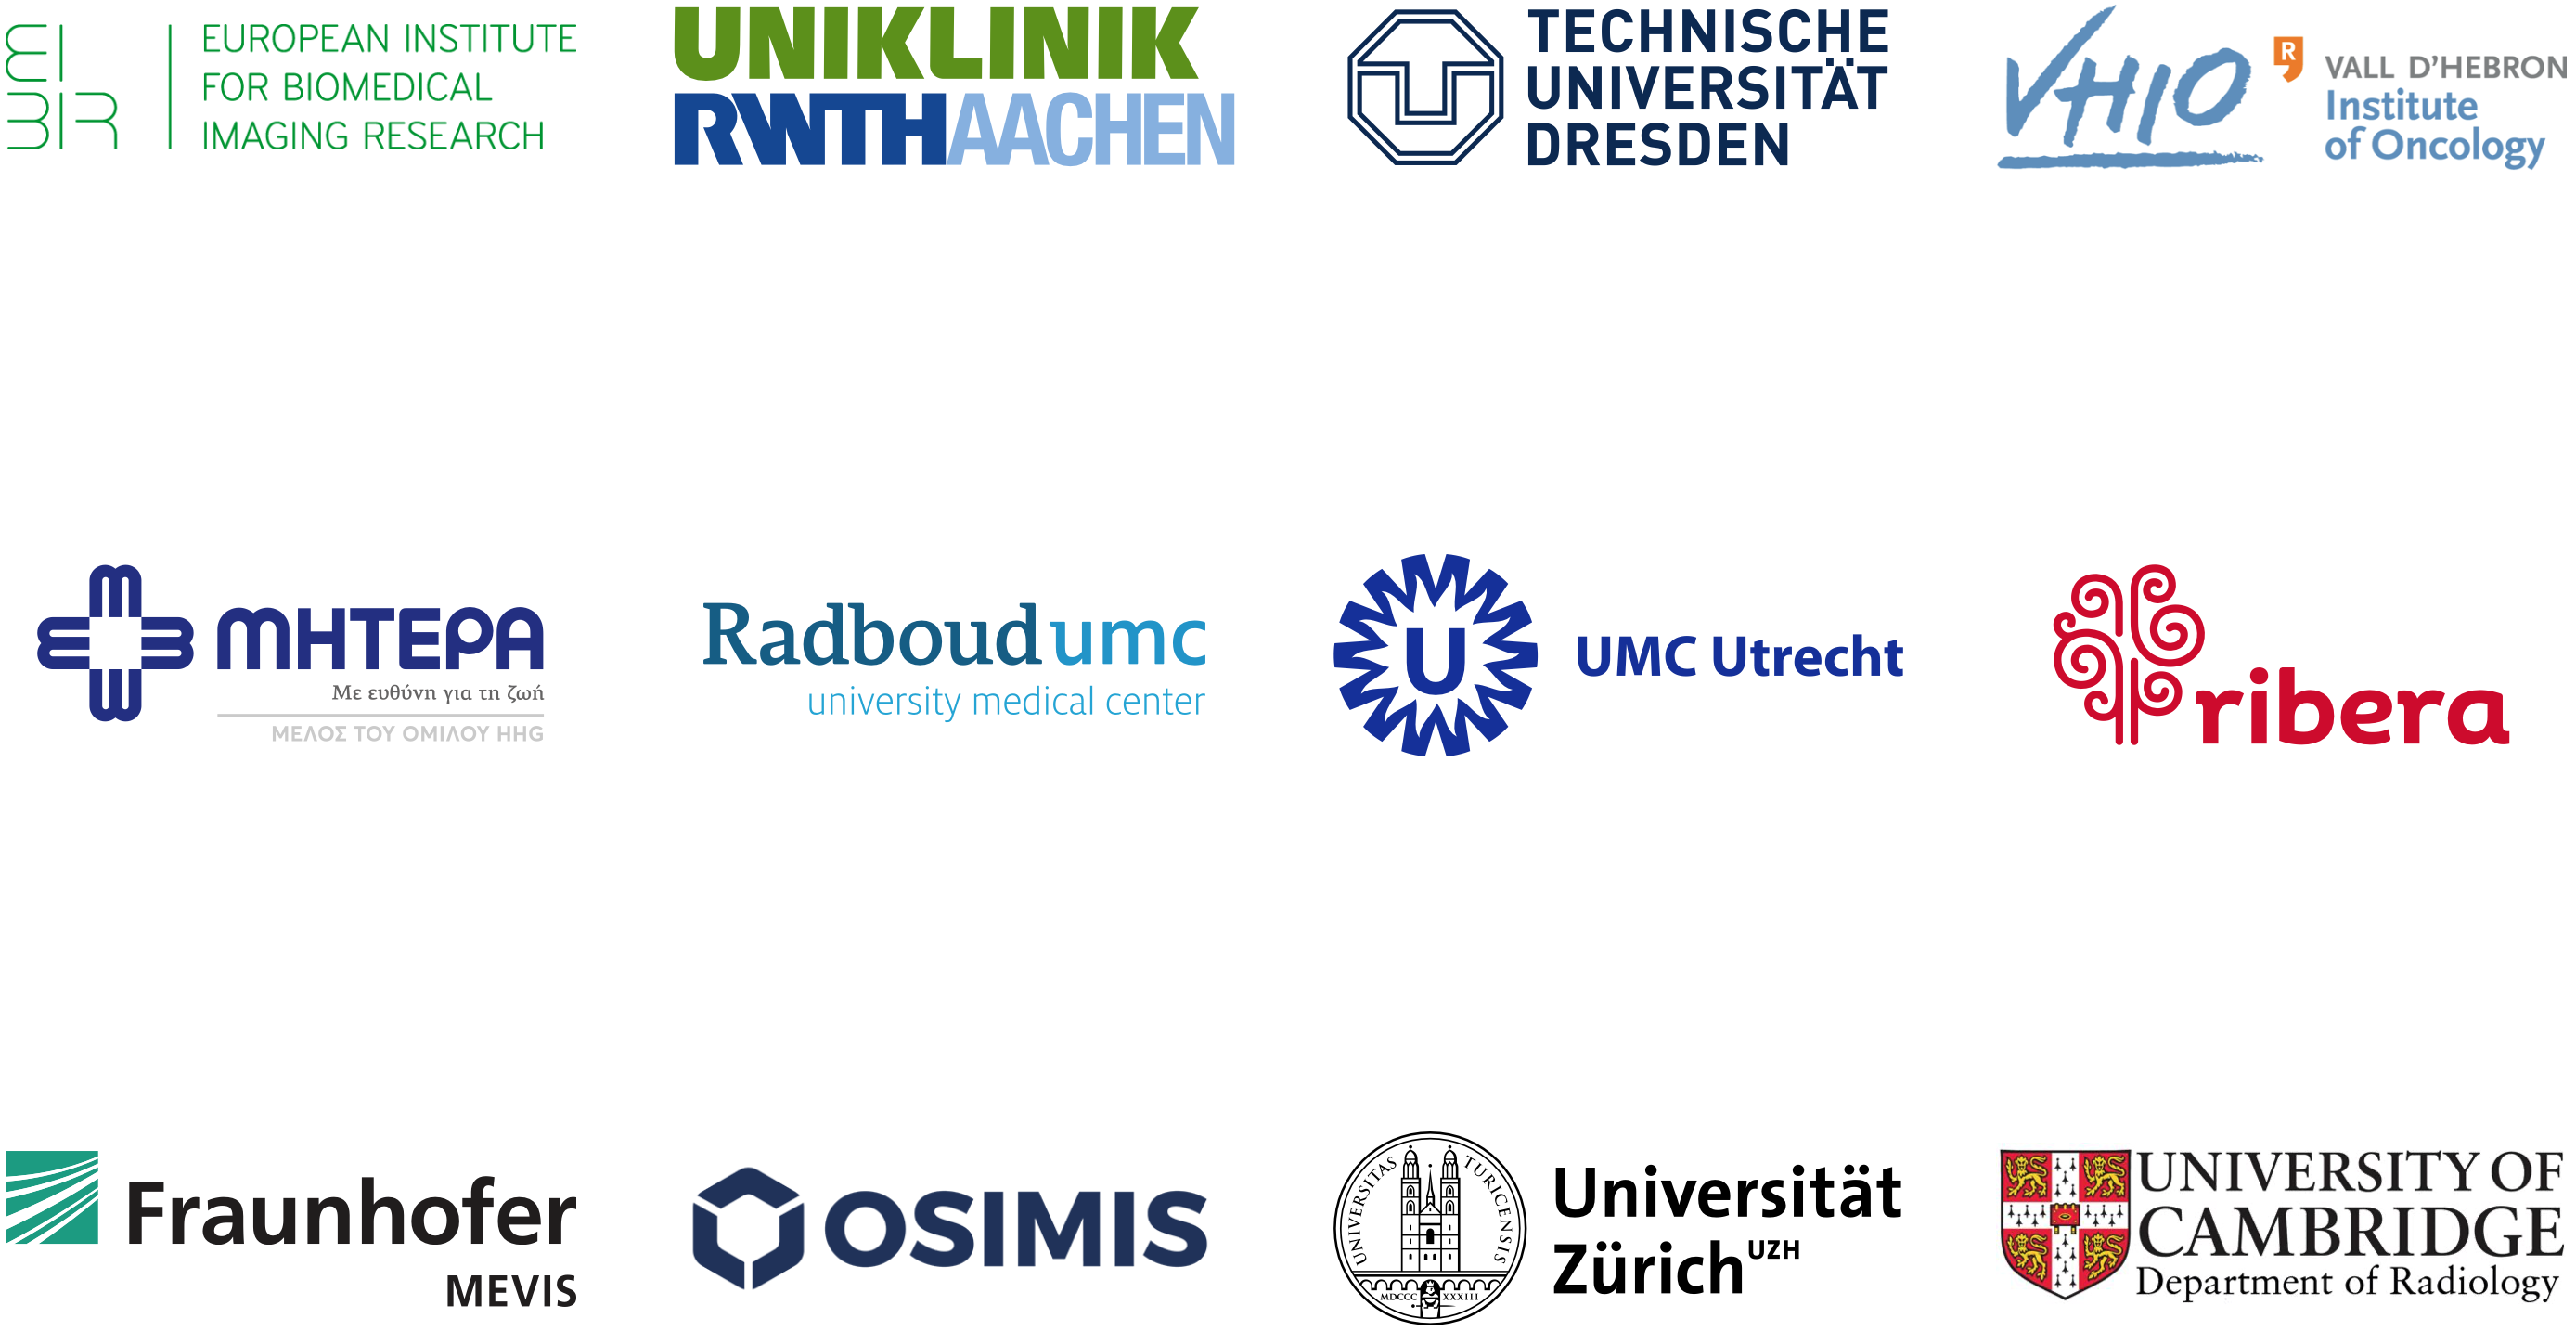 EUROPEAN INSTITUTE
FOR BIOMEDICAL
IMAGING RESEARCH
EIBIR
UNIKLINIK
RWTHAACHEN
TECHNISCHE
UNIVERSITÄT
DRESDEN
VHIO
R
VALL D'HEBRON
Institute
of Oncology
ΜΗΤΕΡΑ
Με ευθύνη για τη ζωή
ΜΕΛΟΣ ΤΟΥ ΟΜΙΛΟΥ HHG
Radboudumc
university medical center
U
UMC Utrecht
ribera
Fraunhofer
MEVIS
OSIMIS
UNIVERSITAS TURICENSIS
MDCCC XXXIII
Universität
Zürich UZH
UNIVERSITY OF
CAMBRIDGE
Department of Radiology